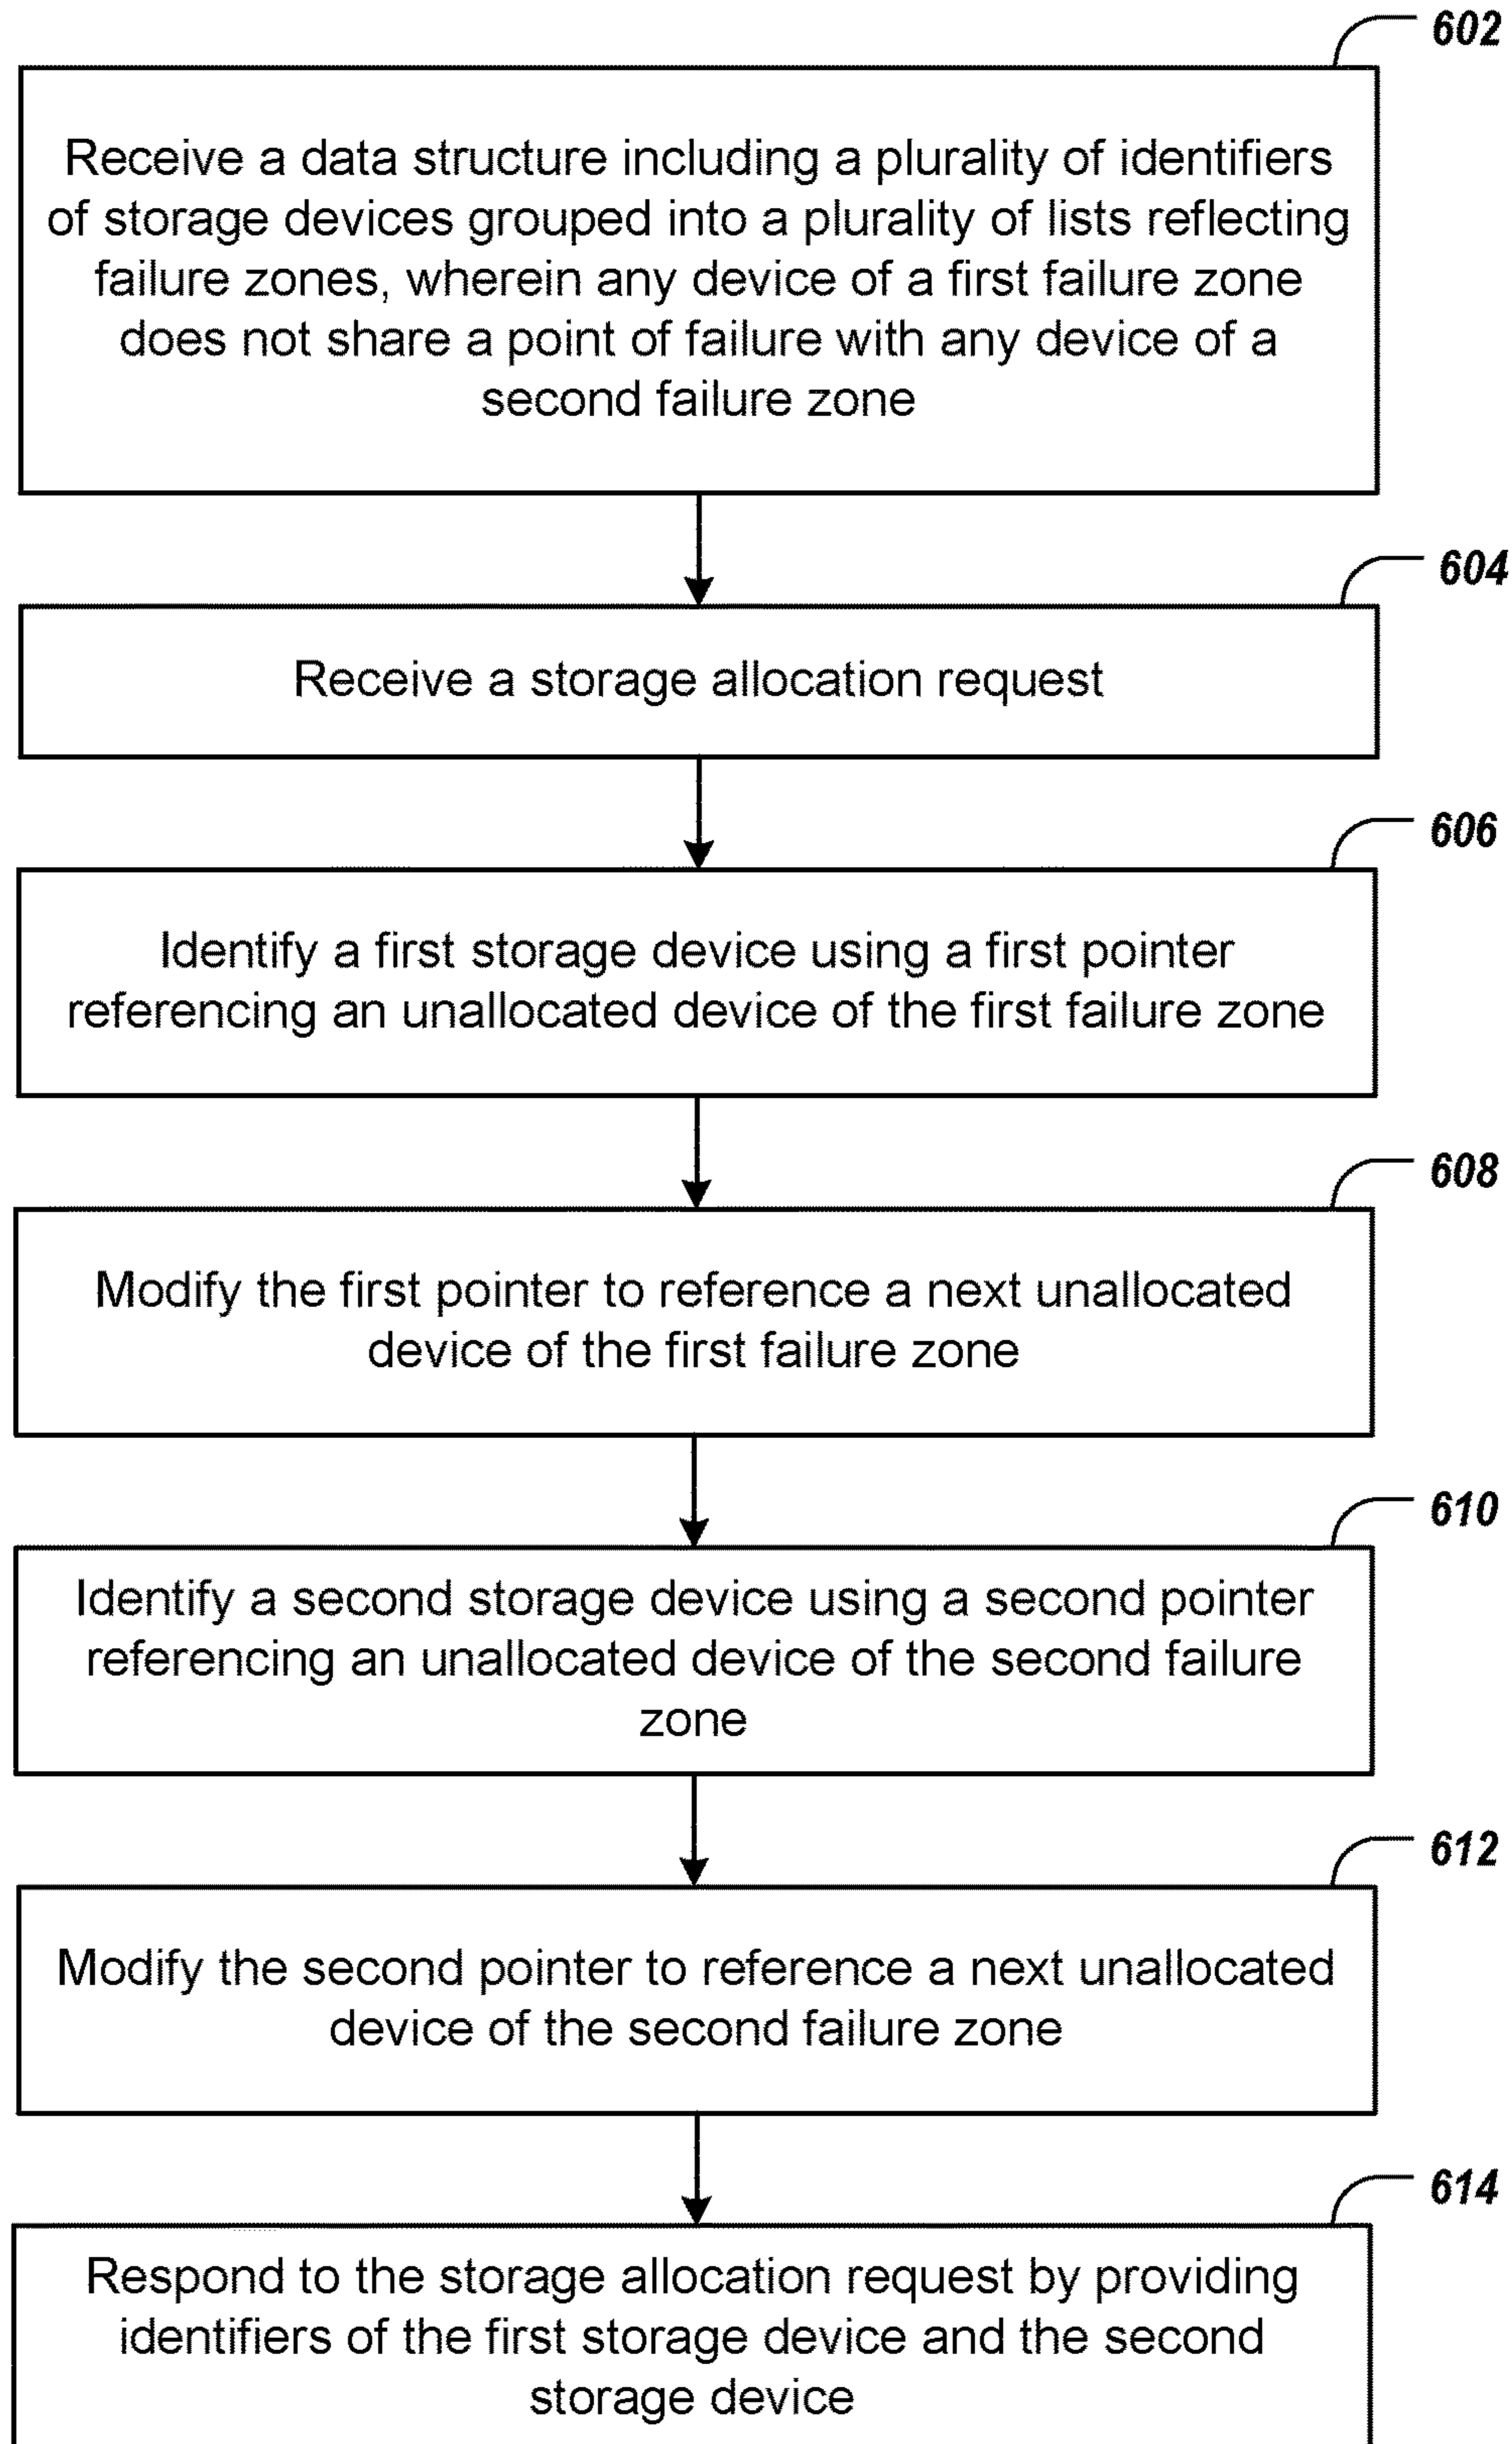 602
Receive a data structure including a plurality of identifiers
of storage devices grouped into a plurality of lists reflecting
failure zones, wherein any device of a first failure zone
does not share a point of failure with any device of a
second failure zone
604
Receive a storage allocation request
606
Identify a first storage device using a first pointer
referencing an unallocated device of the first failure zone
608
Modify the first pointer to reference a next unallocated
device of the first failure zone
610
Identify a second storage device using a second pointer
referencing an unallocated device of the second failure
zone
612
Modify the second pointer to reference a next unallocated
device of the second failure zone
614
Respond to the storage allocation request by providing
identifiers of the first storage device and the second
storage device